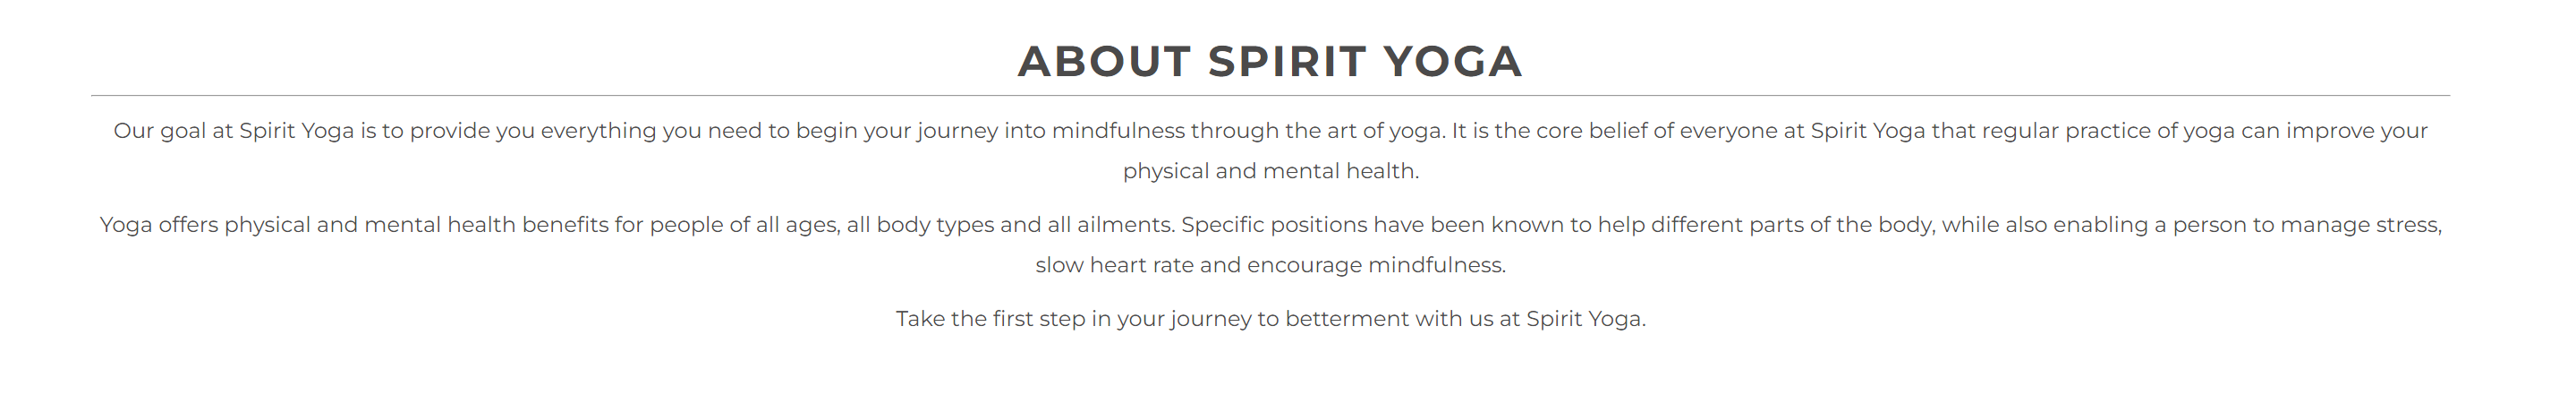 ABOUT SPIRIT YOGA
Our goal at Spirit Yoga is to provide you everything you need to begin your journey into mindfulness through the art of yoga. It is the core belief of everyone at Spirit Yoga that regular practice of yoga can improve your
physical and mental health.
Yoga offers physical and mental health benefits for people of all ages, all body types and all ailments. Specific positions have been known to help different parts of the body, while also enabling a person to manage stress,
slow heart rate and encourage mindfulness.
Take the first step in your journey to betterment with us at Spirit Yoga.